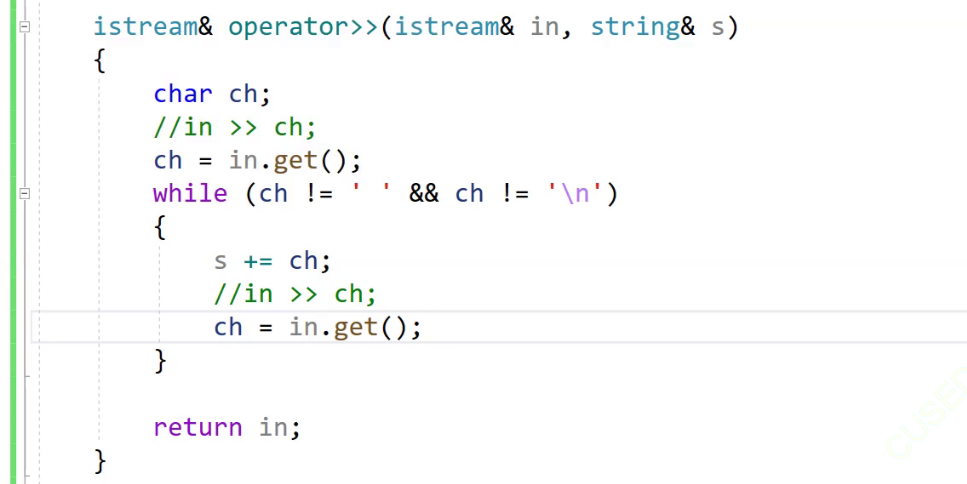 istream& operator>>(istream& in, string& s)
{
char ch;
//in >> ch;
ch = in.get();
while (ch != ' ' && ch != '\n')
{
s += ch;
//in >> ch;
ch = in.get();
}
return in;
}